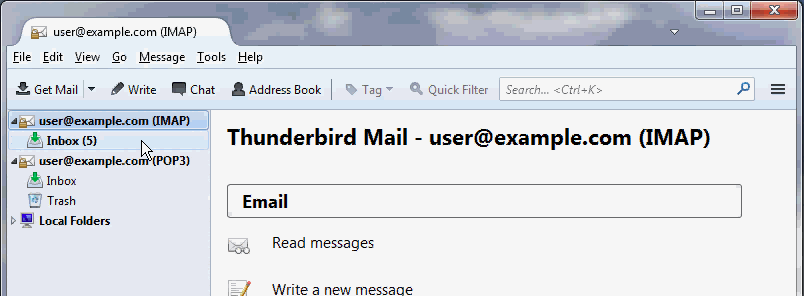 user@example.com (IMAP)
File Edit View Go Message Tools Help
Get Mail Write Chat Address Book Tag Quick Filter Search... <Ctrl+K>
user@example.com (IMAP)
Inbox (5)
user@example.com (POP3)
Inbox
Trash
Local Folders
Thunderbird Mail - user@example.com (IMAP)
Email
Read messages
Write a new message